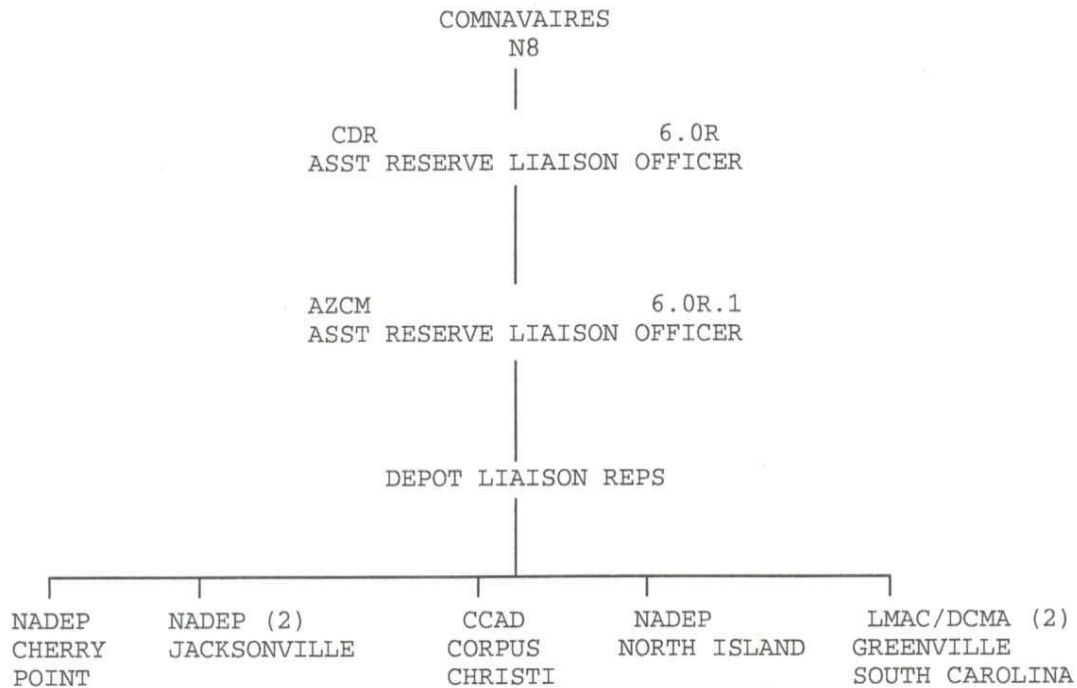 COMNAVAIRES
N8
CDR 6.0R
ASST RESERVE LIAISON OFFICER
AZCM 6.0R.1
ASST RESERVE LIAISON OFFICER
DEPOT LIAISON REPS
NADEP NADEP (2) CCAD NADEP LMAC/DCMA (2)
CHERRY JACKSONVILLE CORPUS NORTH ISLAND GREENVILLE
POINT CHRISTI SOUTH CAROLINA